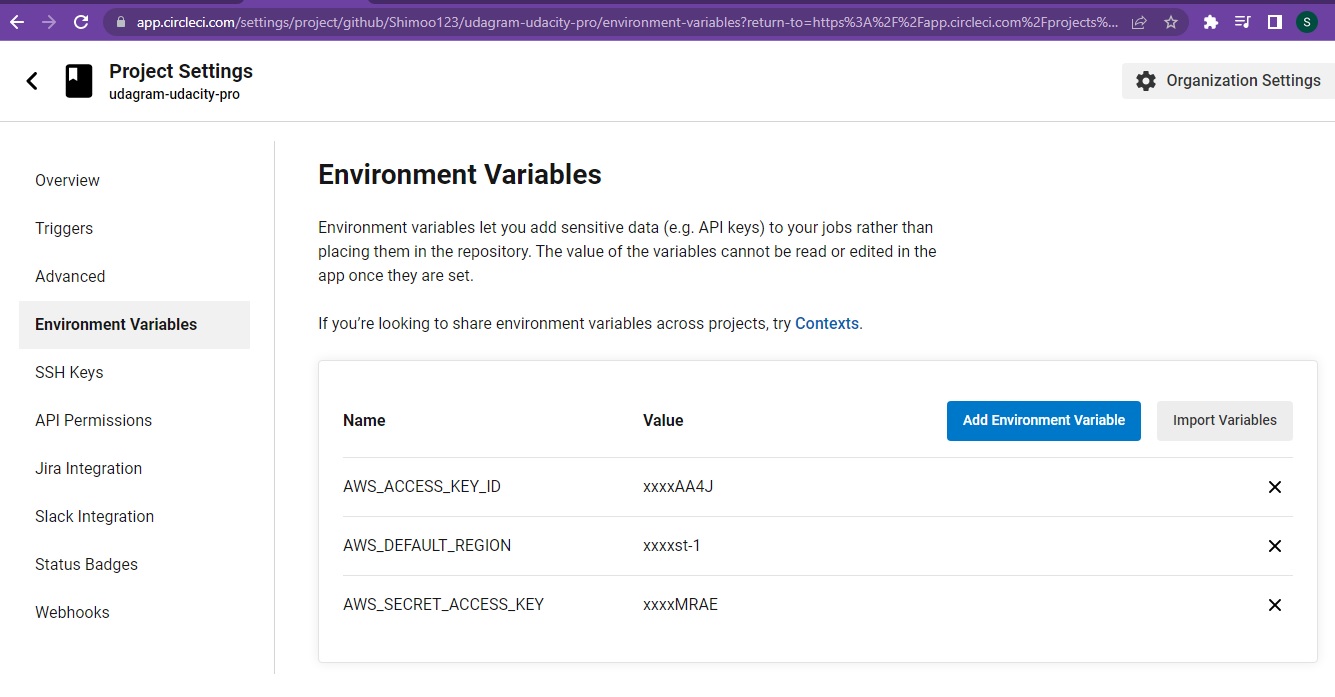 app.circleci.com/settings/project/github/Shimoo123/udagram-udacity-pro/environment-variables?return-to=https%3A%2F%2Fapp.circleci.com%2Fprojects%...
S
Project Settings
udagram-udacity-pro
Organization Settings
Overview
Triggers
Advanced
Environment Variables
SSH Keys
API Permissions
Jira Integration
Slack Integration
Status Badges
Webhooks
Environment Variables
Environment variables let you add sensitive data (e.g. API keys) to your jobs rather than
placing them in the repository. The value of the variables cannot be read or edited in the
app once they are set.
If you’re looking to share environment variables across projects, try Contexts.
Name Value Add Environment Variable Import Variables
AWS_ACCESS_KEY_ID xxxxAA4J
AWS_DEFAULT_REGION xxxxst-1
AWS_SECRET_ACCESS_KEY xxxxMRAE